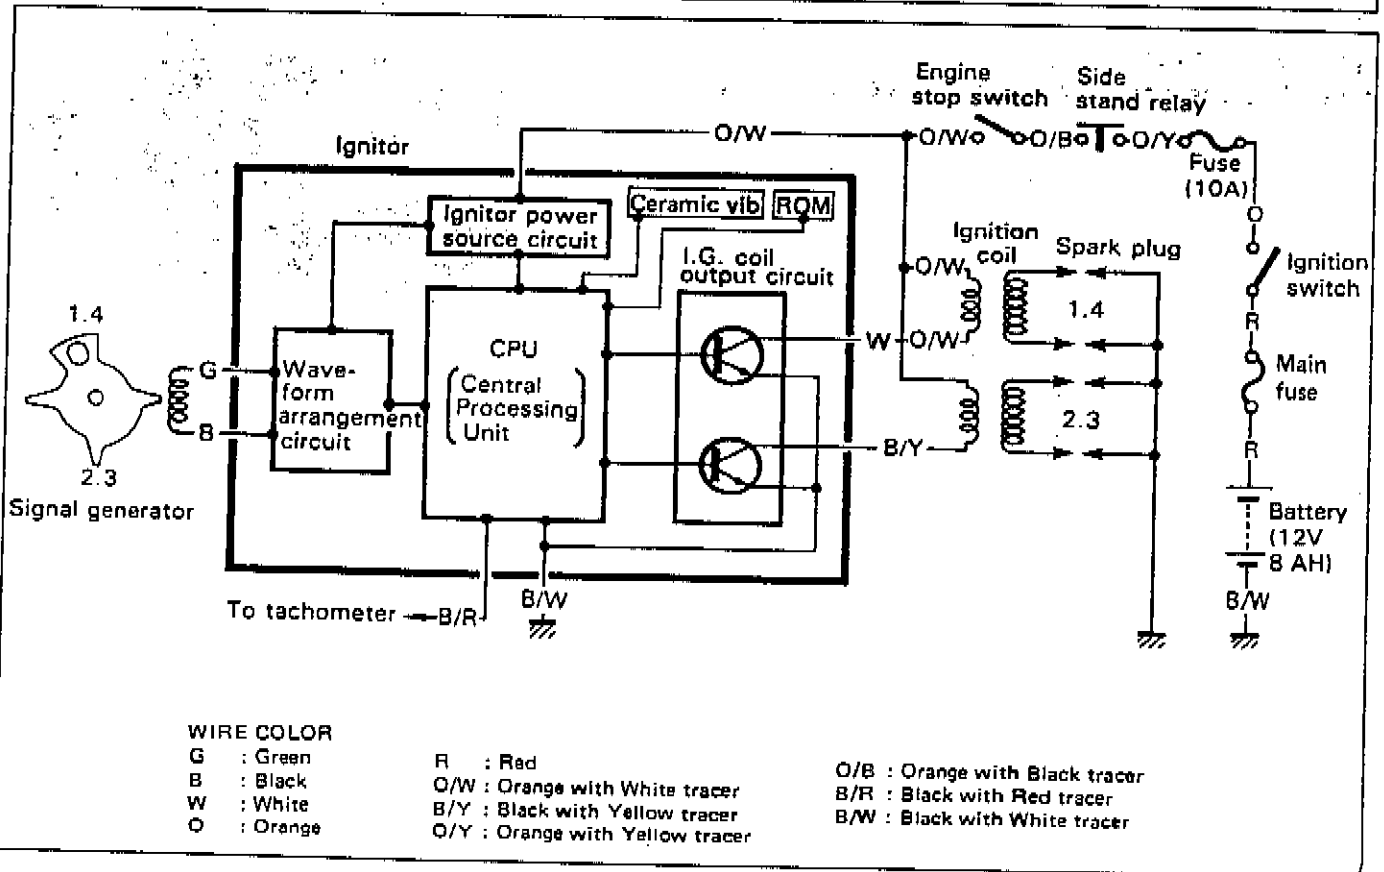 Engine
stop switch
Side
stand relay
O/W
O/W
O/B
O/Y
Fuse
(10A)
O
Ignitor
Ignitor power
source circuit
Ceramic vib
ROM
I.G. coil
output circuit
Ignition
coil
Spark plug
O/W
1.4
W
O/W
Ignition
switch
R
Main
fuse
R
1.4
G
B
2.3
Signal generator
Wave-
form
arrangement
circuit
CPU
(Central
Processing
Unit)
2.3
B/Y
Battery
(12V
8 AH)
B/W
To tachometer
B/R
B/W
WIRE COLOR
G : Green
B : Black
W : White
O : Orange
R : Red
O/W : Orange with White tracer
B/Y : Black with Yellow tracer
O/Y : Orange with Yellow tracer
O/B : Orange with Black tracer
B/R : Black with Red tracer
B/W : Black with White tracer